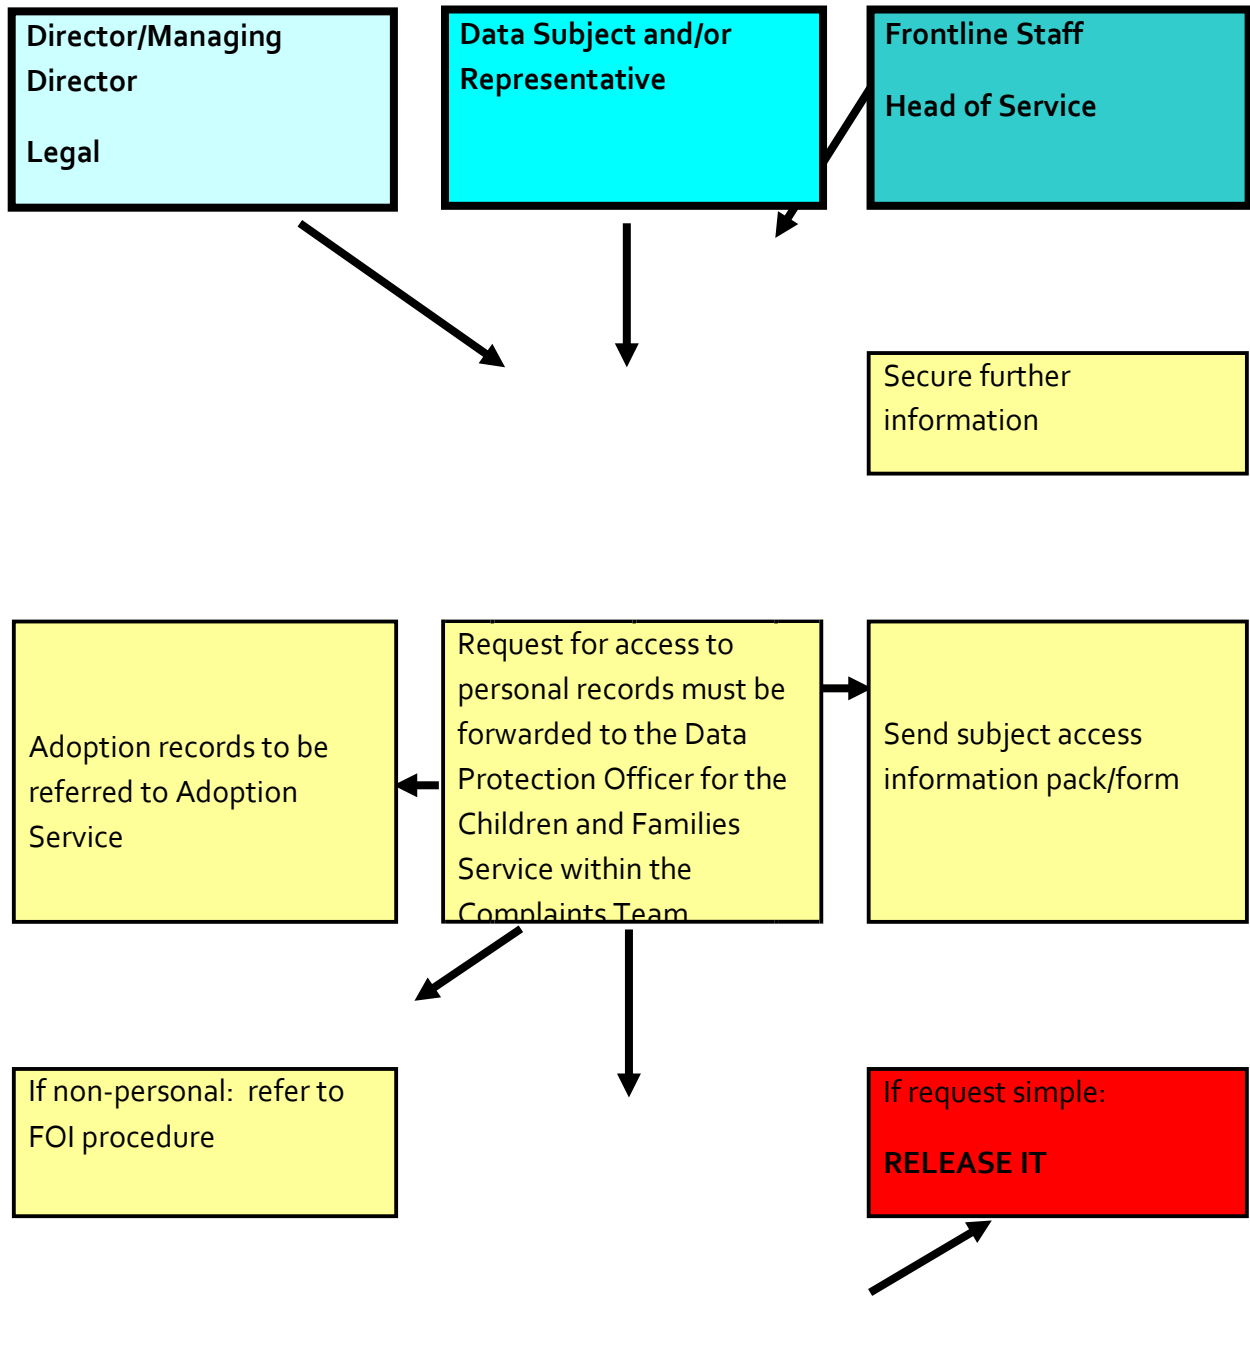 Director/Managing
Director
Legal
Data Subject and/or
Representative
Frontline Staff
Head of Service
Secure further
information
Adoption records to be
referred to Adoption
Service
Request for access to
personal records must be
forwarded to the Data
Protection Officer for the
Children and Families
Service within the
Complaints Team
Send subject access
information pack/form
If non-personal:  refer to
FOI procedure
If request simple:
RELEASE IT